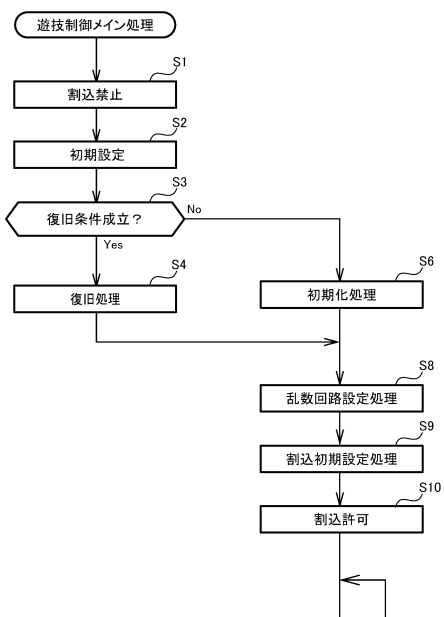 遊技制御メイン処理
S1
割込禁止
S2
初期設定
S3
復旧条件成立？
No
Yes
S4
復旧処理
S6
初期化処理
S8
乱数回路設定処理
S9
割込初期設定処理
S10
割込許可